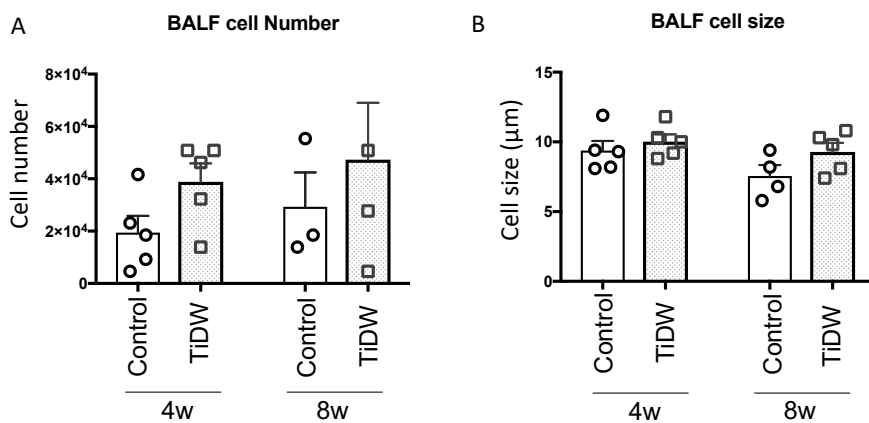 A
BALF cell Number
Cell number
8×10⁴
6×10⁴
4×10⁴
2×10⁴
0
Control
TiDW
Control
TiDW
4w
8w
B
BALF cell size
Cell size (μm)
15
10
5
0
Control
TiDW
Control
TiDW
4w
8w